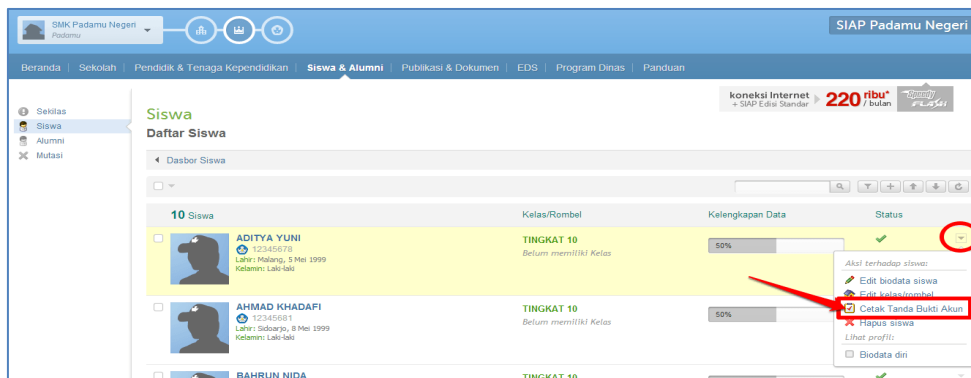 SMK Padamu Negeri
Padamu
SIAP Padamu Negeri
Beranda | Sekolah | Pendidik & Tenaga Kependidikan | Siswa & Alumni | Publikasi & Dokumen | EDS | Program Dinas | Panduan
koneksi Internet
+ SIAP Edisi Standar
220 ribu*
/ bulan
Speedy
FLASH
Sekilas
Siswa
Alumni
Mutasi
Siswa
Daftar Siswa
Dasbor Siswa
10 Siswa Kelas/Rombel Kelengkapan Data Status
ADITYA YUNI
12345678
Lahir: Malang, 5 Mei 1999
Kelamin: Laki-laki
TINGKAT 10
Belum memiliki Kelas
50%
AHMAD KHADAFI
12345681
Lahir: Sidoarjo, 8 Mei 1999
Kelamin: Laki-laki
TINGKAT 10
Belum memiliki Kelas
50%
Aksi terhadap siswa:
Edit biodata siswa
Edit kelas/rombel
Cetak Tanda Bukti Akun
Hapus siswa
Lihat profil:
Biodata diri
BAHRUN NIDA
TINGKAT 10